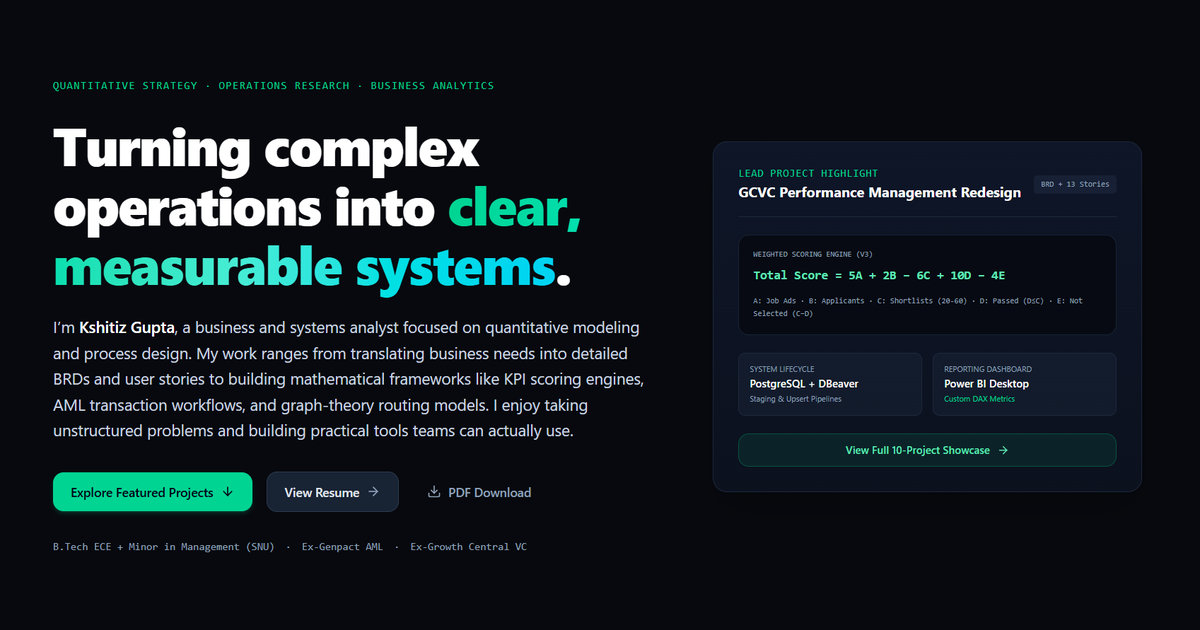 QUANTITATIVE STRATEGY · OPERATIONS RESEARCH · BUSINESS ANALYTICS
Turning complex
operations into clear,
measurable systems.
I’m Kshitiz Gupta, a business and systems analyst focused on quantitative modeling
and process design. My work ranges from translating business needs into detailed
BRDs and user stories to building mathematical frameworks like KPI scoring engines,
AML transaction workflows, and graph-theory routing models. I enjoy taking
unstructured problems and building practical tools teams can actually use.
Explore Featured Projects ↓
View Resume →
PDF Download
B.Tech ECE + Minor in Management (SNU) · Ex-Genpact AML · Ex-Growth Central VC
LEAD PROJECT HIGHLIGHT
GCVC Performance Management Redesign
BRD + 13 Stories
WEIGHTED SCORING ENGINE (V3)
Total Score = 5A + 2B − 6C + 10D − 4E
A: Job Ads · B: Applicants · C: Shortlists (20-60) · D: Passed (D≤C) · E: Not
Selected (C−D)
SYSTEM LIFECYCLE
PostgreSQL + DBeaver
Staging & Upsert Pipelines
REPORTING DASHBOARD
Power BI Desktop
Custom DAX Metrics
View Full 10-Project Showcase →